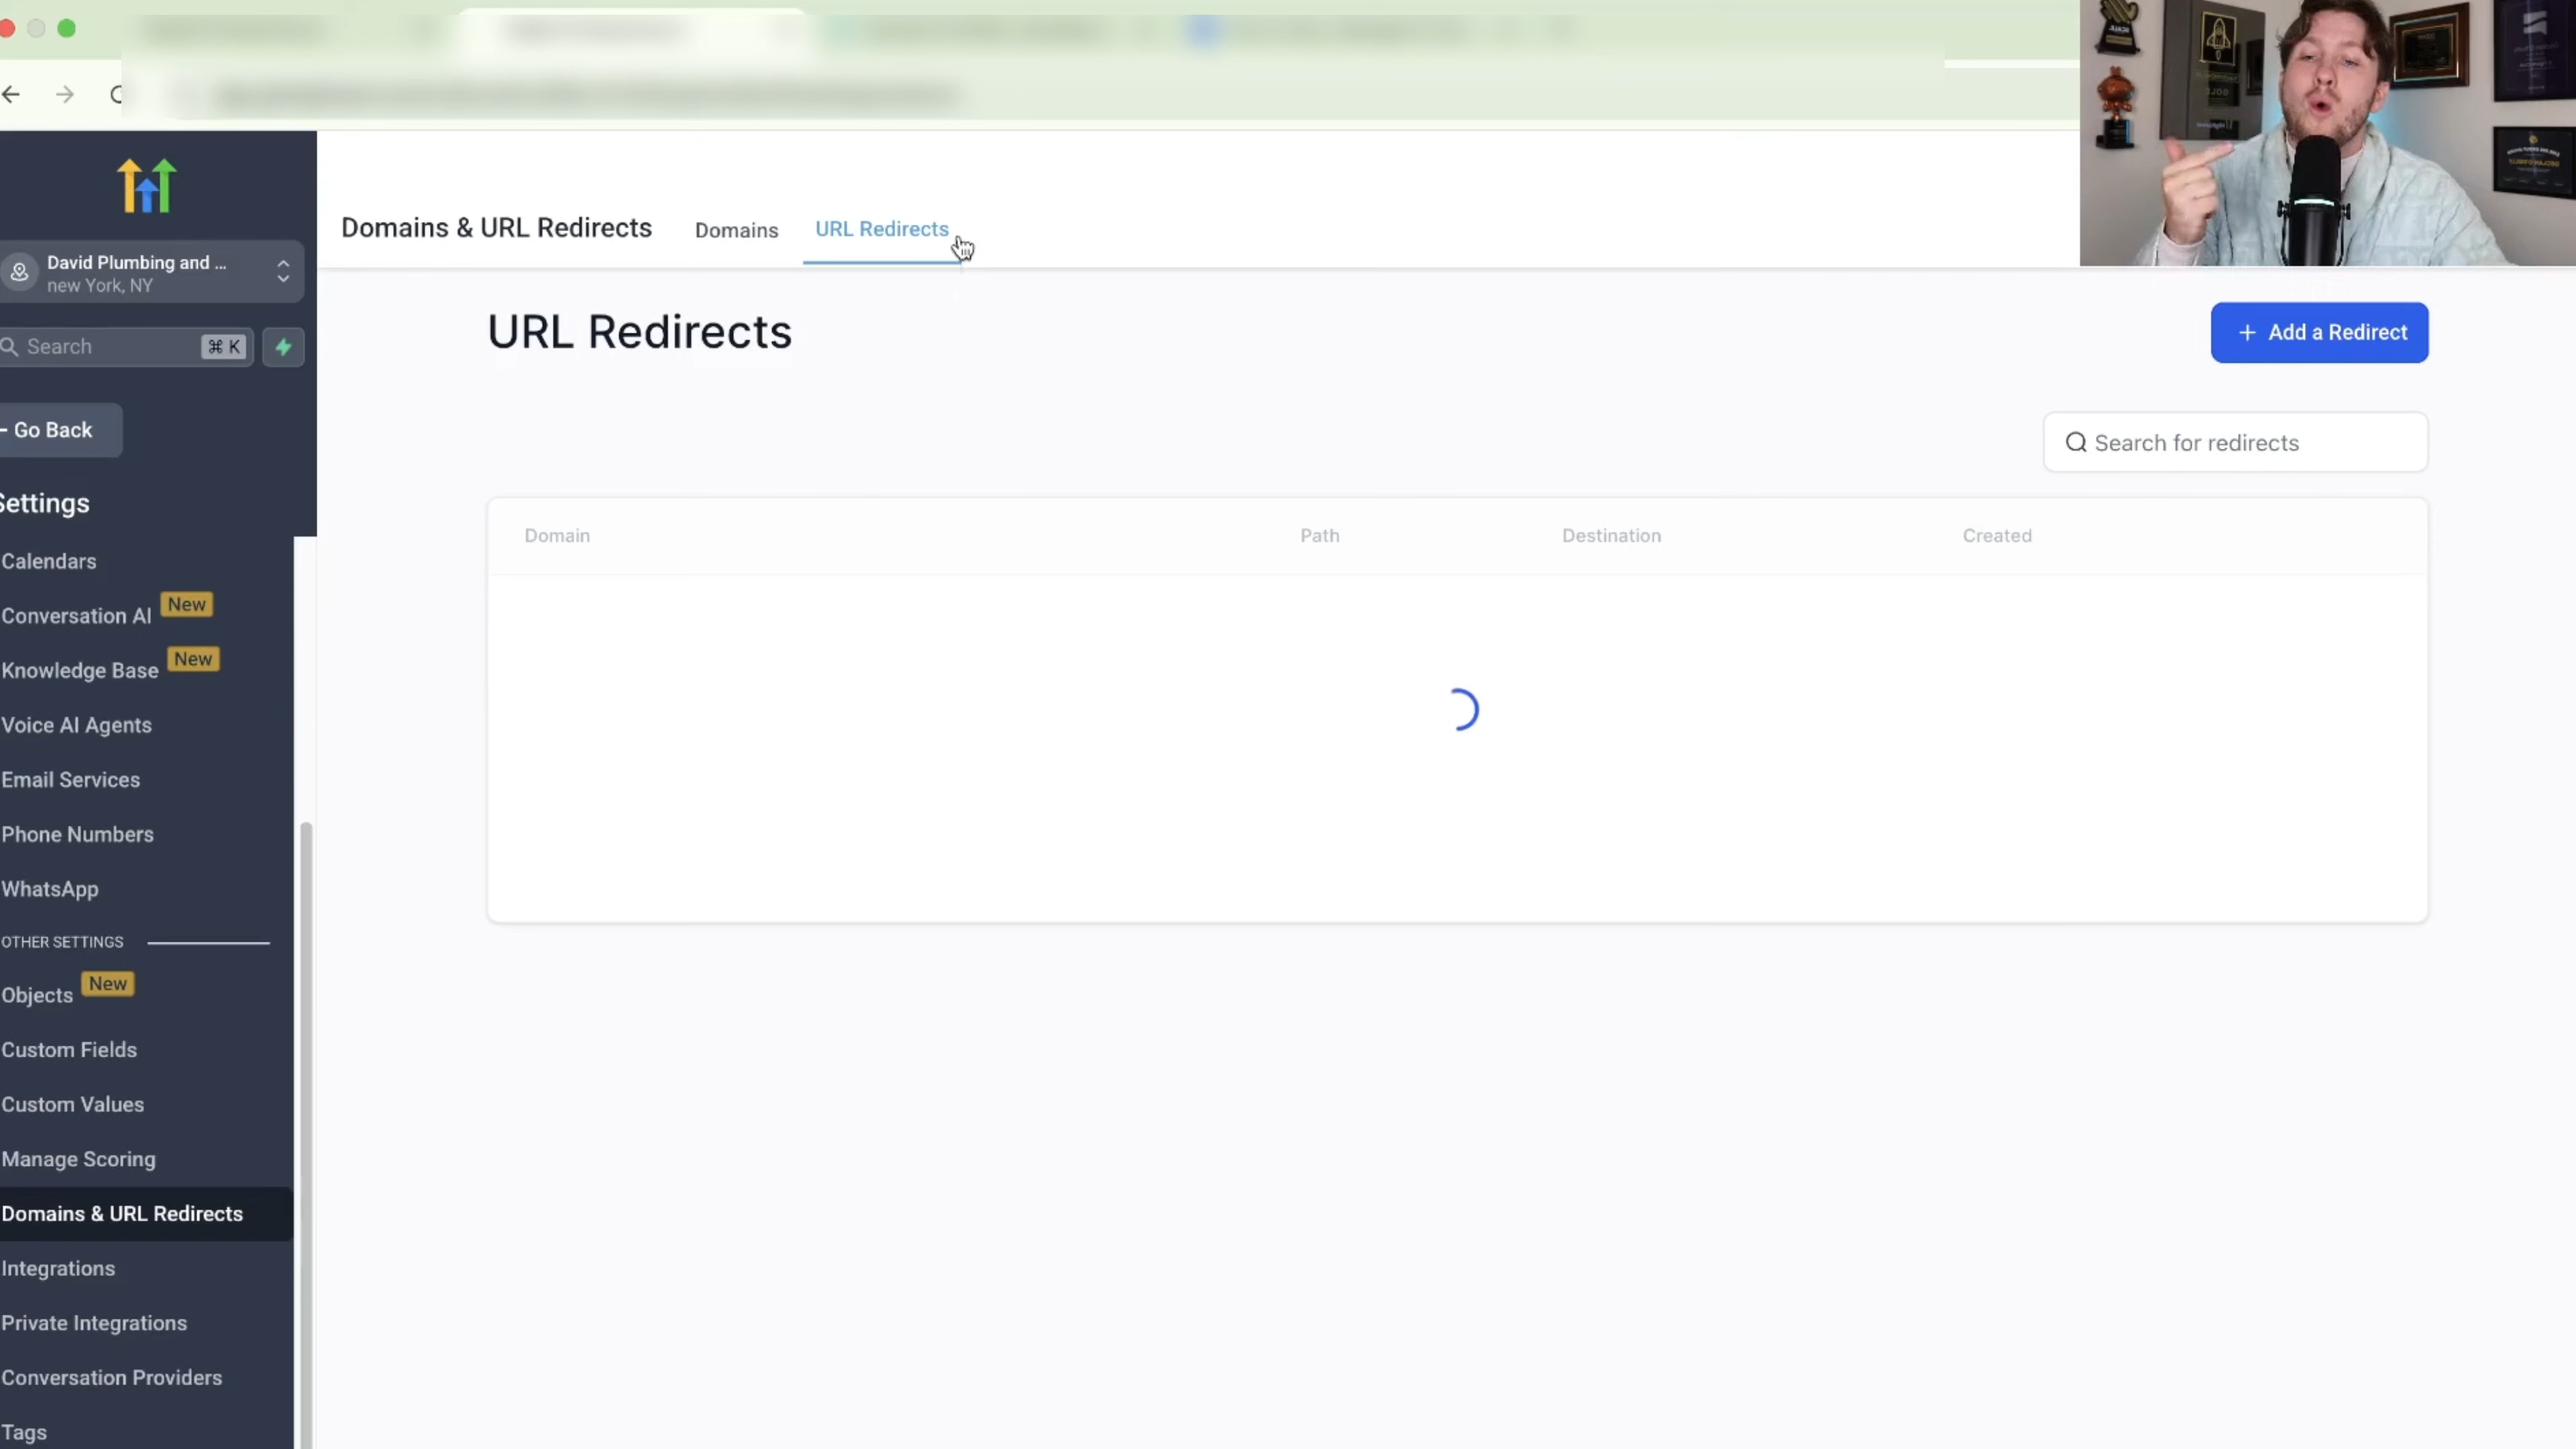 Domains & URL Redirects
Domains
URL Redirects
David Plumbing and ...
new York, NY
Search
⌘ K
Go Back
Settings
Calendars
Conversation AI New
Knowledge Base New
Voice AI Agents
Email Services
Phone Numbers
WhatsApp
OTHER SETTINGS
Objects New
Custom Fields
Custom Values
Manage Scoring
Domains & URL Redirects
Integrations
Private Integrations
Conversation Providers
Tags
URL Redirects
+ Add a Redirect
Search for redirects
Domain Path Destination Created